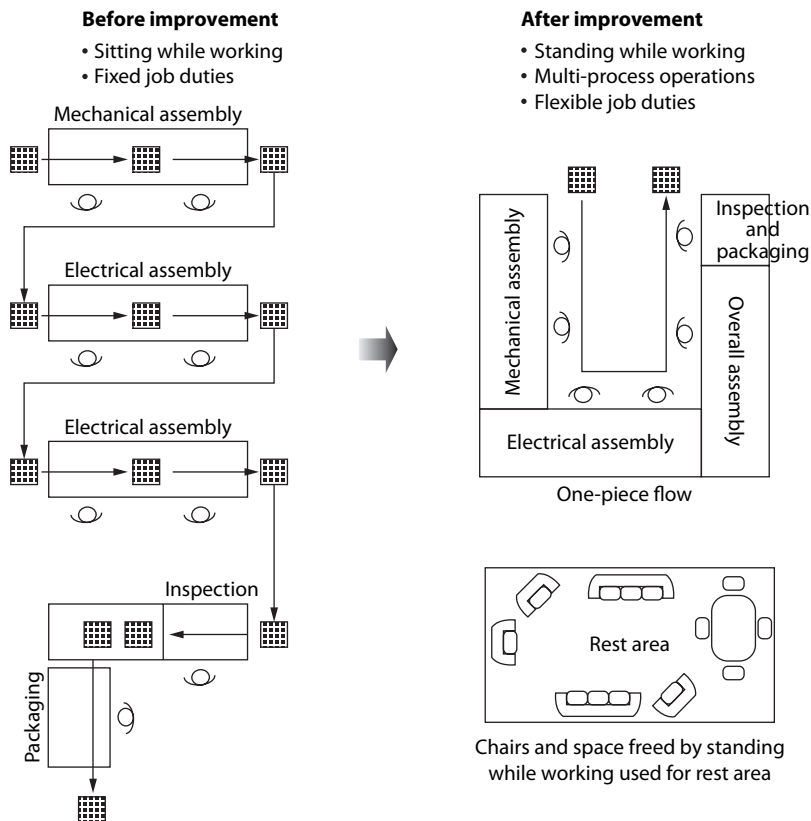 Before improvement
• Sitting while working
• Fixed job duties
Mechanical assembly
Electrical assembly
Electrical assembly
Inspection
Packaging
After improvement
• Standing while working
• Multi-process operations
• Flexible job duties
Mechanical assembly
Inspection
and
packaging
Overall assembly
Electrical assembly
One-piece flow
Rest area
Chairs and space freed by standing
while working used for rest area